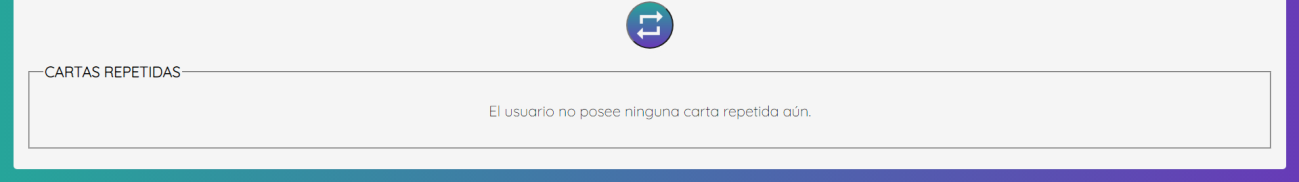 CARTAS REPETIDAS
El usuario no posee ninguna carta repetida aún.